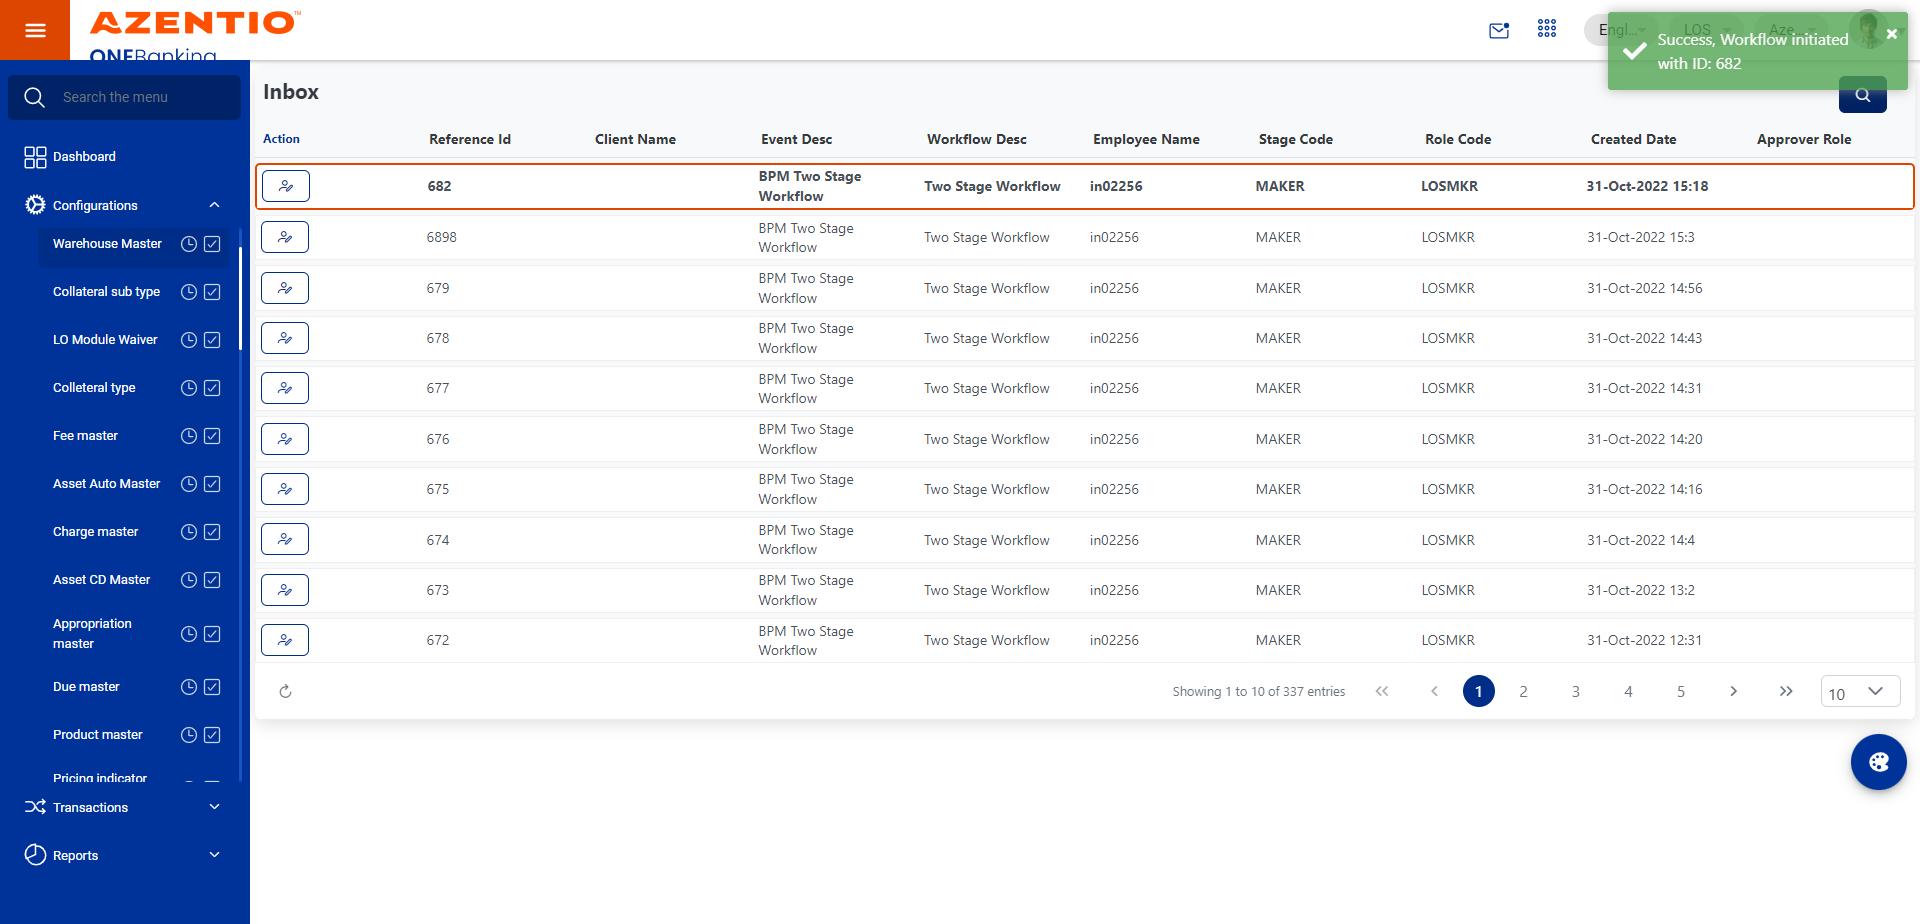 AZENTIO™
ONEBanking
Engl...
LOS
Aze...
Success, Workflow initiated
with ID: 682
Search the menu
Dashboard
Configurations
Warehouse Master
Collateral sub type
LO Module Waiver
Colleteral type
Fee master
Asset Auto Master
Charge master
Asset CD Master
Appropriation
master
Due master
Product master
Pricing indicator
Transactions
Reports
Inbox
Action Reference Id Client Name Event Desc Workflow Desc Employee Name Stage Code Role Code Created Date Approver Role
682 BPM Two Stage Workflow Two Stage Workflow in02256 MAKER LOSMKR 31-Oct-2022 15:18
6898 BPM Two Stage Workflow Two Stage Workflow in02256 MAKER LOSMKR 31-Oct-2022 15:3
679 BPM Two Stage Workflow Two Stage Workflow in02256 MAKER LOSMKR 31-Oct-2022 14:56
678 BPM Two Stage Workflow Two Stage Workflow in02256 MAKER LOSMKR 31-Oct-2022 14:43
677 BPM Two Stage Workflow Two Stage Workflow in02256 MAKER LOSMKR 31-Oct-2022 14:31
676 BPM Two Stage Workflow Two Stage Workflow in02256 MAKER LOSMKR 31-Oct-2022 14:20
675 BPM Two Stage Workflow Two Stage Workflow in02256 MAKER LOSMKR 31-Oct-2022 14:16
674 BPM Two Stage Workflow Two Stage Workflow in02256 MAKER LOSMKR 31-Oct-2022 14:4
673 BPM Two Stage Workflow Two Stage Workflow in02256 MAKER LOSMKR 31-Oct-2022 13:2
672 BPM Two Stage Workflow Two Stage Workflow in02256 MAKER LOSMKR 31-Oct-2022 12:31
Showing 1 to 10 of 337 entries 1 2 3 4 5 10